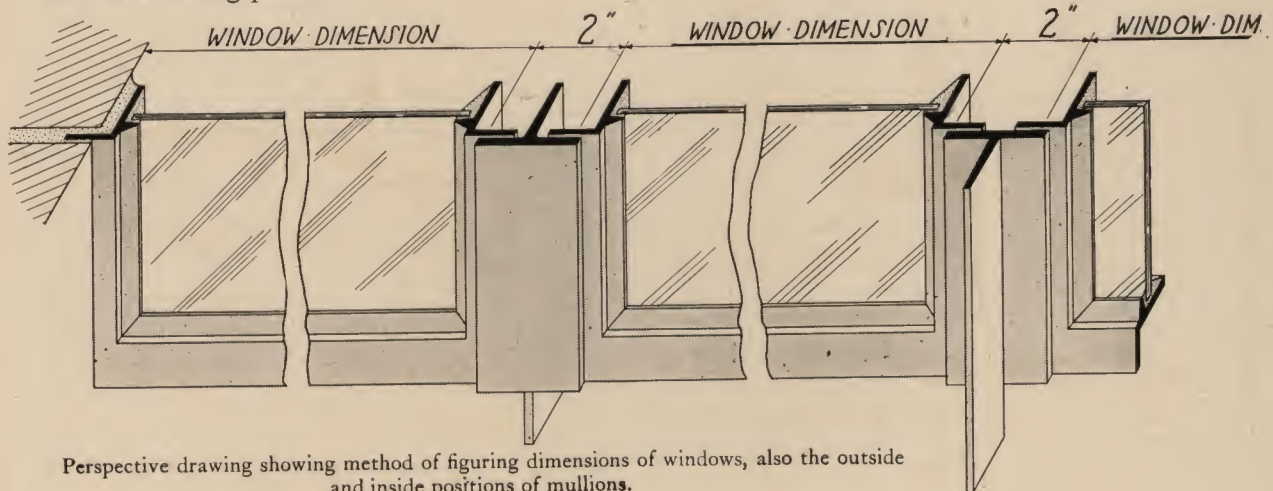 WINDOW·DIMENSION 2" WINDOW·DIMENSION 2" WINDOW·DIM.
Perspective drawing showing method of figuring dimensions of windows, also the outside
and inside positions of mullions.